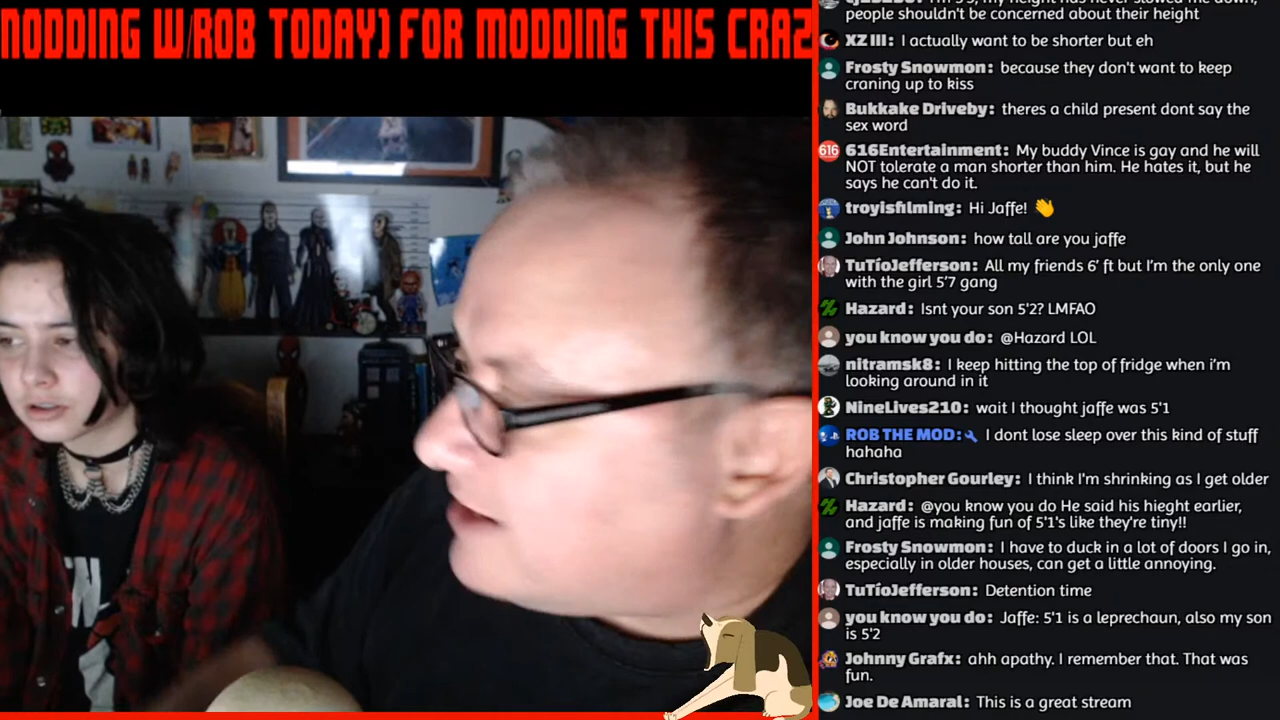 NODDING W/ROB TODAY) FOR MODDING THIS CRAZ
people shouldn't be concerned about their height
XZ III: I actually want to be shorter but eh
Frosty Snowmon: because they don't want to keep
craning up to kiss
Bukkake Driveby: theres a child present dont say the
sex word
616 616Entertainment: My buddy Vince is gay and he will
NOT tolerate a man shorter than him. He hates it, but he
says he can't do it.
troyisfilming: Hi Jaffe! 👋
John Johnson: how tall are you jaffe
TuTíoJefferson: All my friends 6’ ft but I’m the only one
with the girl 5’7 gang
Hazard: Isnt your son 5'2? LMFAO
you know you do: @Hazard LOL
nitramsk8: I keep hitting the top of fridge when i’m
looking around in it
NineLives210: wait I thought jaffe was 5'1
ROB THE MOD: I dont lose sleep over this kind of stuff
hahaha
Christopher Gourley: I think I'm shrinking as I get older
Hazard: @you know you do He said his hieght earlier,
and jaffe is making fun of 5'1's like they're tiny!!
Frosty Snowmon: I have to duck in a lot of doors I go in,
especially in older houses, can get a little annoying.
TuTíoJefferson: Detention time
you know you do: Jaffe: 5'1 is a leprechaun, also my son
is 5'2
Johnny Grafx: ahh apathy. I remember that. That was
fun.
Joe De Amaral: This is a great stream